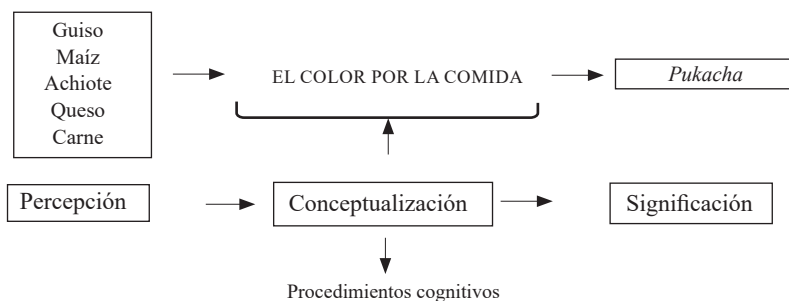 Guiso
Maíz
Achiote
Queso
Carne
EL COLOR POR LA COMIDA
Pukacha
Percepción
Conceptualización
Significación
Procedimientos cognitivos